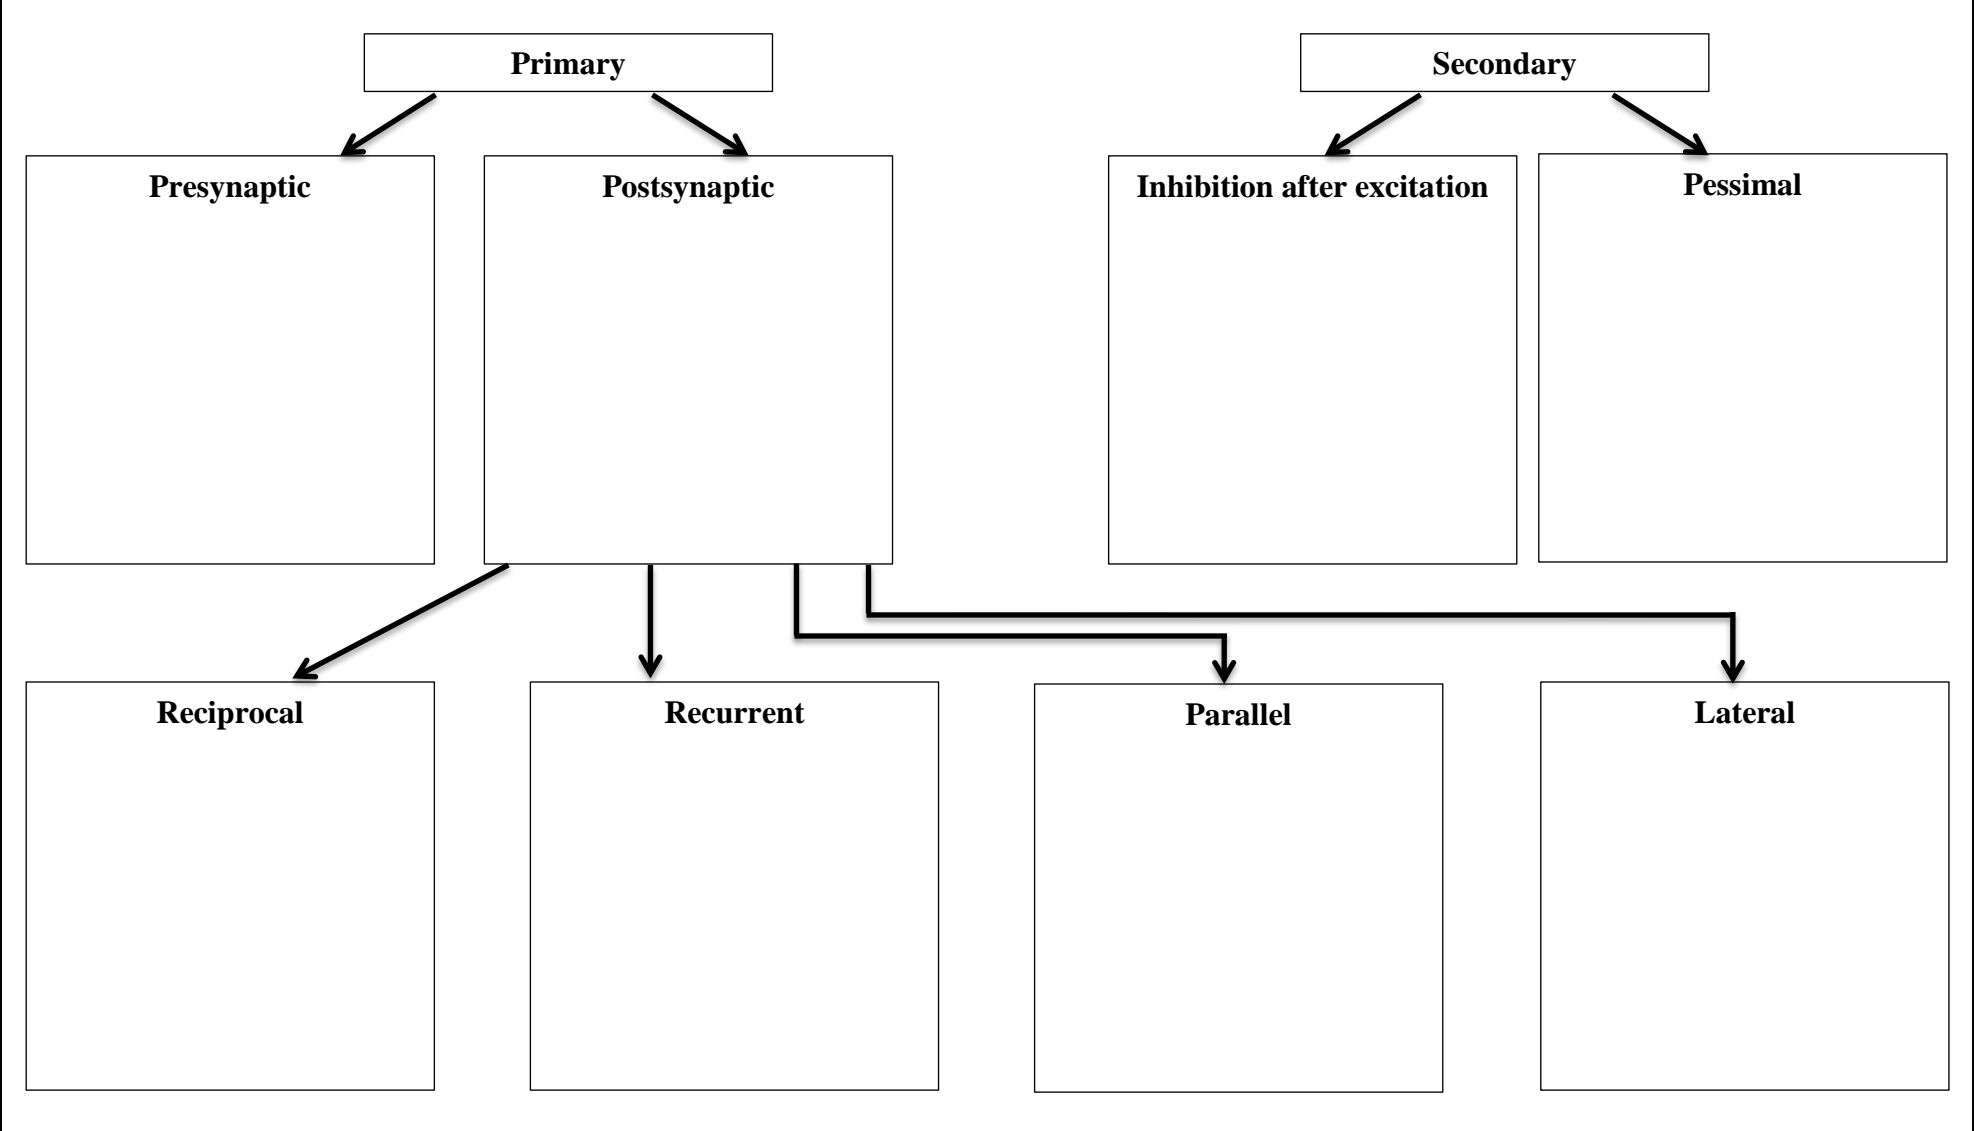 Primary
Secondary
Presynaptic
Postsynaptic
Inhibition after excitation
Pessimal
Reciprocal
Recurrent
Parallel
Lateral